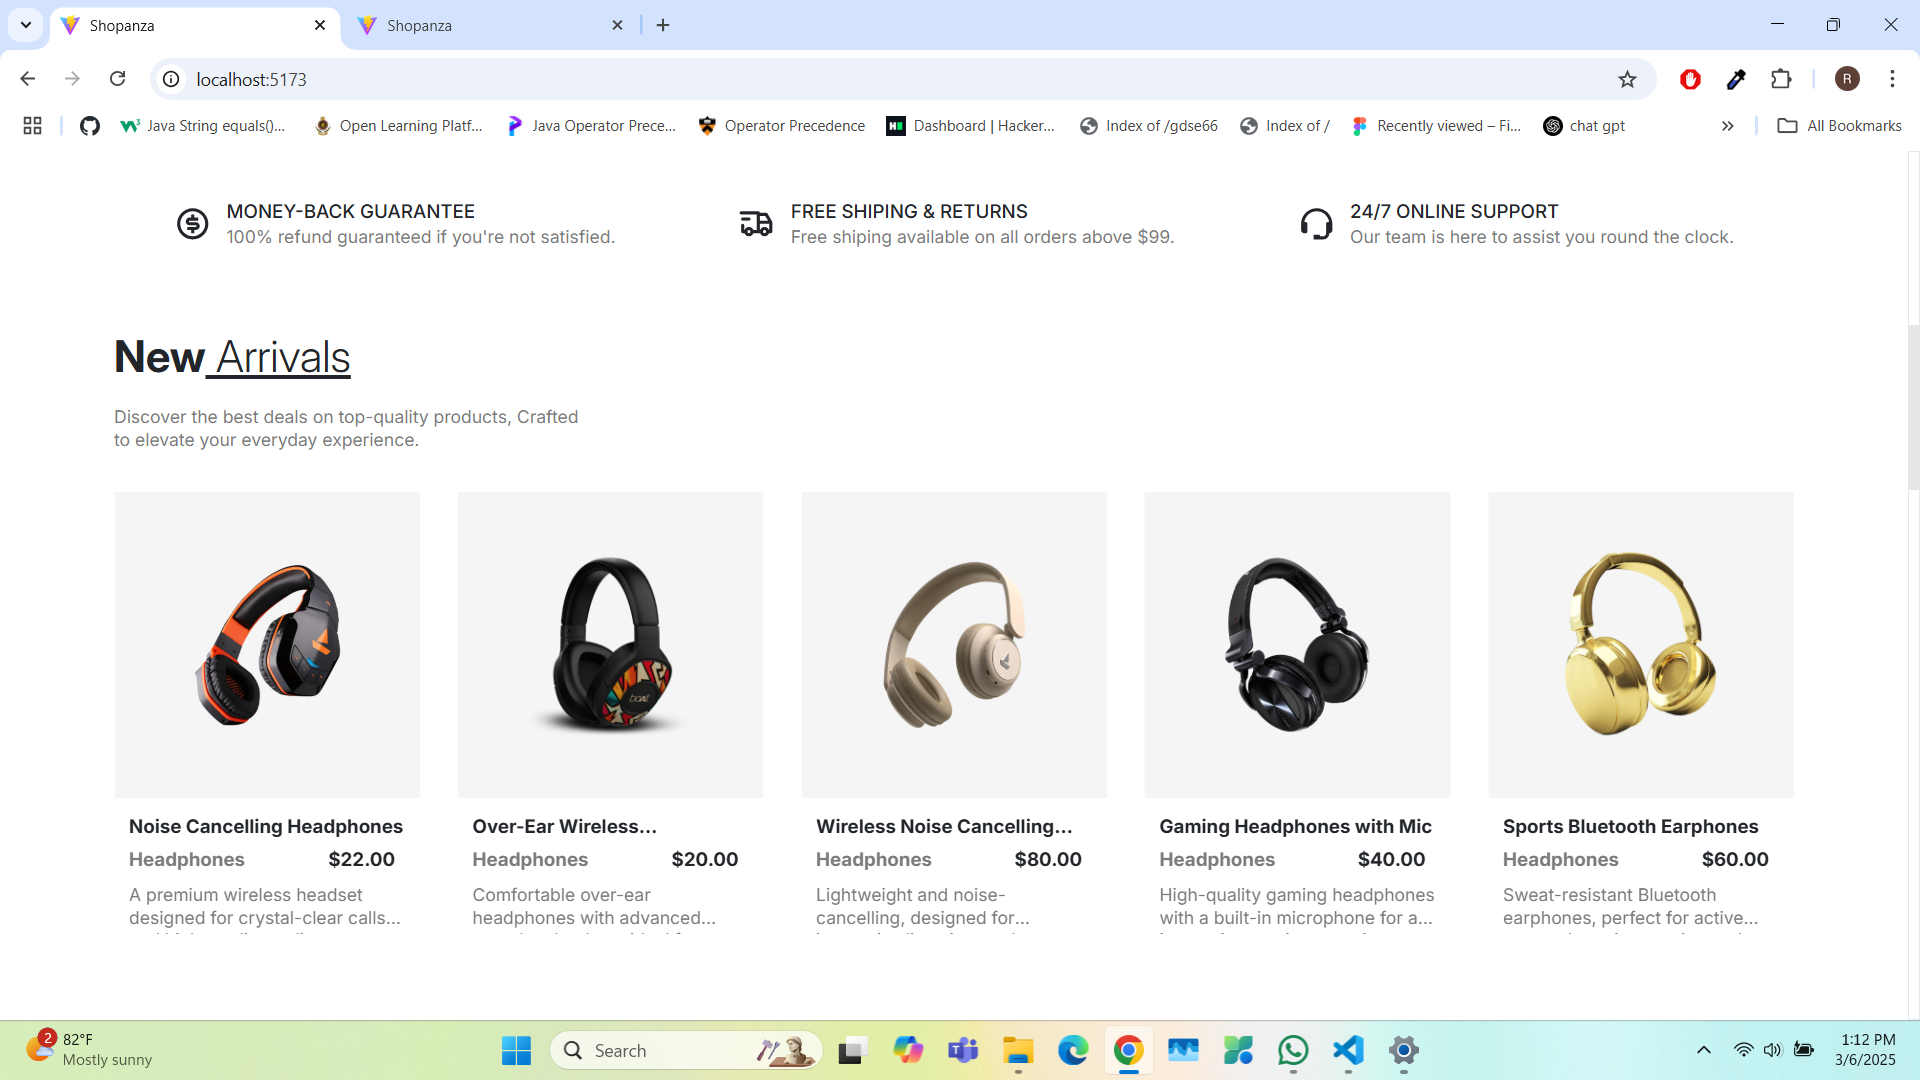 Shopanza
Shopanza
localhost:5173
R
Java String equals()...
Open Learning Platf...
Java Operator Prece...
Operator Precedence
Dashboard | Hacker...
Index of /gdse66
Index of /
Recently viewed – Fi...
chat gpt
All Bookmarks
MONEY-BACK GUARANTEE
100% refund guaranteed if you're not satisfied.
FREE SHIPING & RETURNS
Free shiping available on all orders above $99.
24/7 ONLINE SUPPORT
Our team is here to assist you round the clock.
New Arrivals
Discover the best deals on top-quality products, Crafted
to elevate your everyday experience.
Noise Cancelling Headphones
Headphones $22.00
A premium wireless headset
designed for crystal-clear calls...
Over-Ear Wireless...
Headphones $20.00
Comfortable over-ear
headphones with advanced...
Wireless Noise Cancelling...
Headphones $80.00
Lightweight and noise-
cancelling, designed for...
Gaming Headphones with Mic
Headphones $40.00
High-quality gaming headphones
with a built-in microphone for a...
Sports Bluetooth Earphones
Headphones $60.00
Sweat-resistant Bluetooth
earphones, perfect for active...
2
82°F
Mostly sunny
Search
1:12 PM
3/6/2025